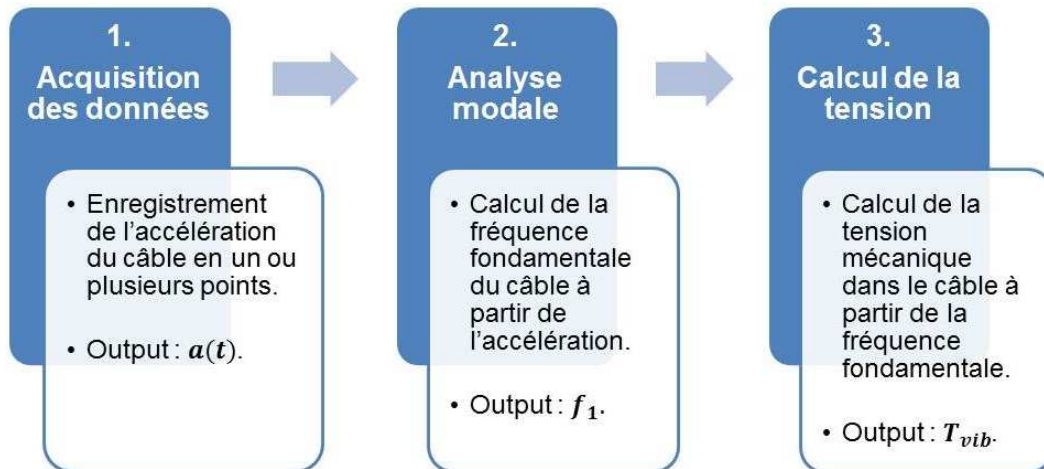 1.
Acquisition
des données
• Enregistrement
de l’accélération
du câble en un ou
plusieurs points.
• Output : a(t).
2.
Analyse
modale
• Calcul de la
fréquence
fondamentale
du câble à
partir de
l’accélération.
• Output : f₁.
3.
Calcul de la
tension
• Calcul de la
tension
mécanique
dans le câble à
partir de la
fréquence
fondamentale.
• Output : Tvib.